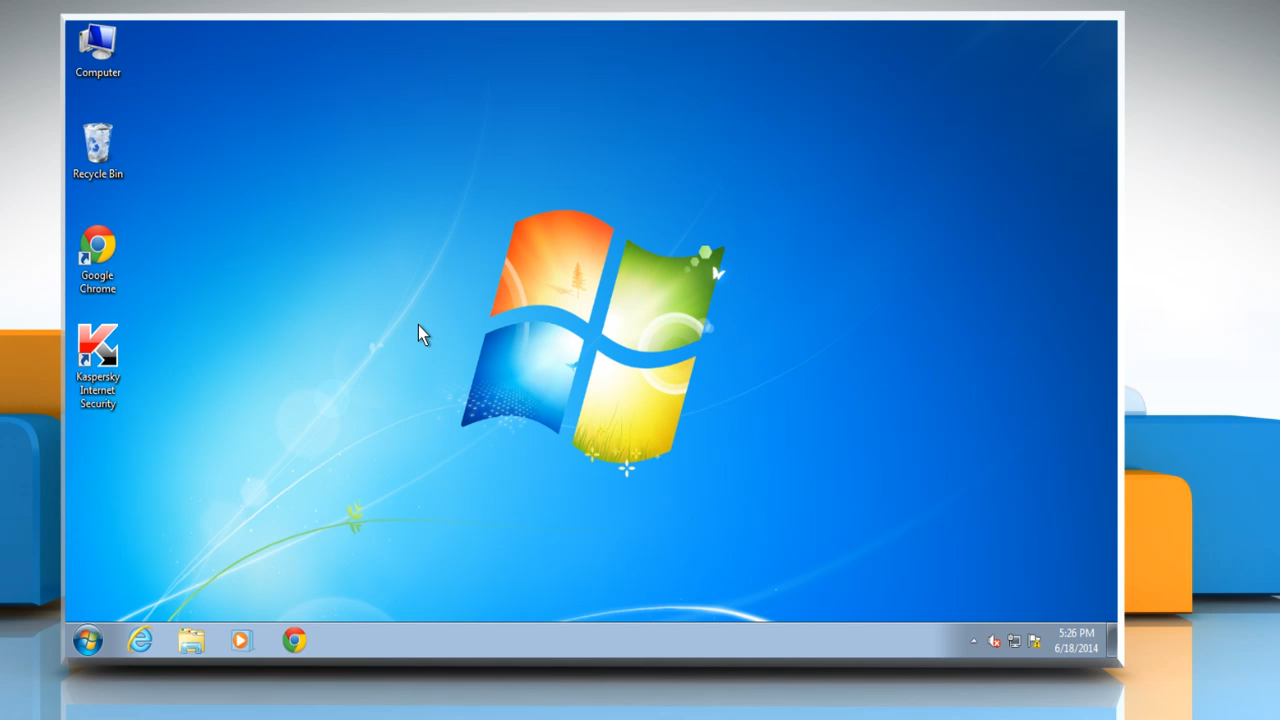 Computer
Recycle Bin
Google
Chrome
Kaspersky
Internet
Security
5:26 PM
6/18/2014